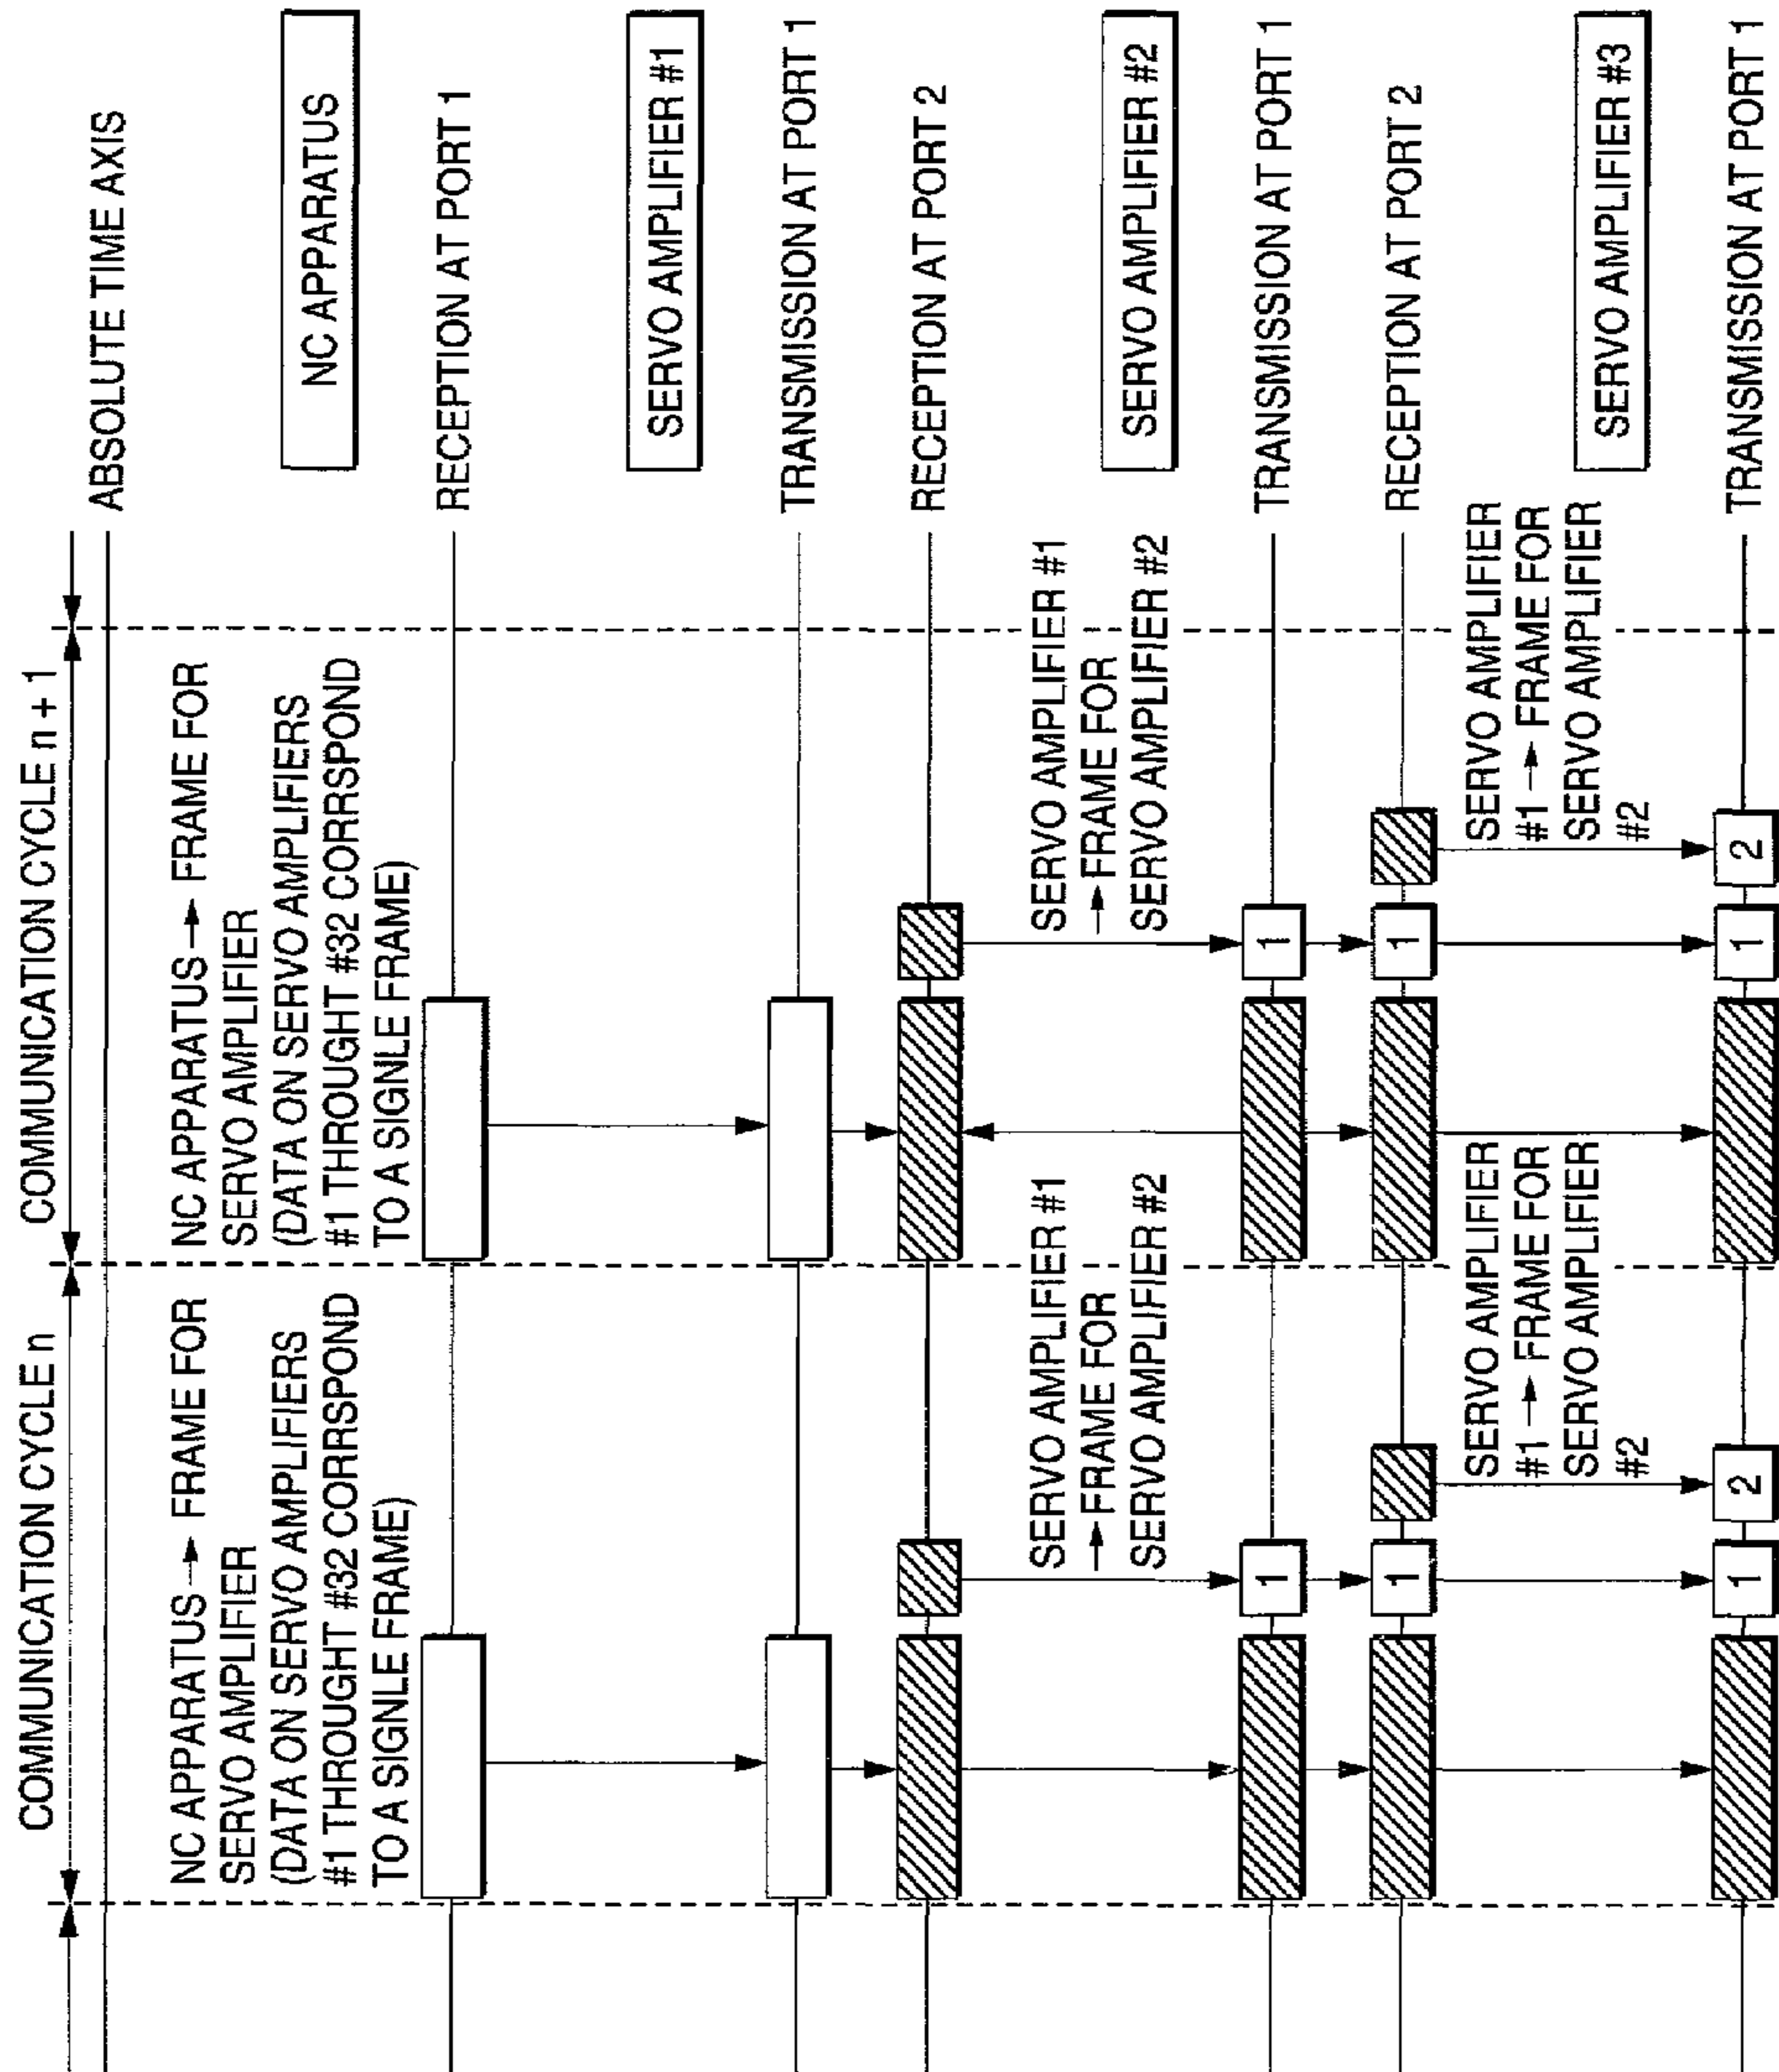 COMMUNICATION CYCLE n
COMMUNICATION CYCLE n + 1
ABSOLUTE TIME AXIS
NC APPARATUS → FRAME FOR
SERVO AMPLIFIER
(DATA ON SERVO AMPLIFIERS
#1 THROUGHT #32 CORRSPOND
TO A SIGNLE FRAME)
NC APPARATUS → FRAME FOR
SERVO AMPLIFIER
(DATA ON SERVO AMPLIFIERS
#1 THROUGHT #32 CORRSPOND
TO A SIGNLE FRAME)
NC APPARATUS
RECEPTION AT PORT 1
SERVO AMPLIFIER #1
TRANSMISSION AT PORT 1
RECEPTION AT PORT 2
SERVO AMPLIFIER #1
→ FRAME FOR
SERVO AMPLIFIER #2
SERVO AMPLIFIER #1
→ FRAME FOR
SERVO AMPLIFIER #2
SERVO AMPLIFIER #2
1
1
TRANSMISSION AT PORT 1
1
1
RECEPTION AT PORT 2
SERVO AMPLIFIER
#1 → FRAME FOR
SERVO AMPLIFIER
#2
SERVO AMPLIFIER
#1 → FRAME FOR
SERVO AMPLIFIER
#2
SERVO AMPLIFIER #3
1 2
1 2
TRANSMISSION AT PORT 1